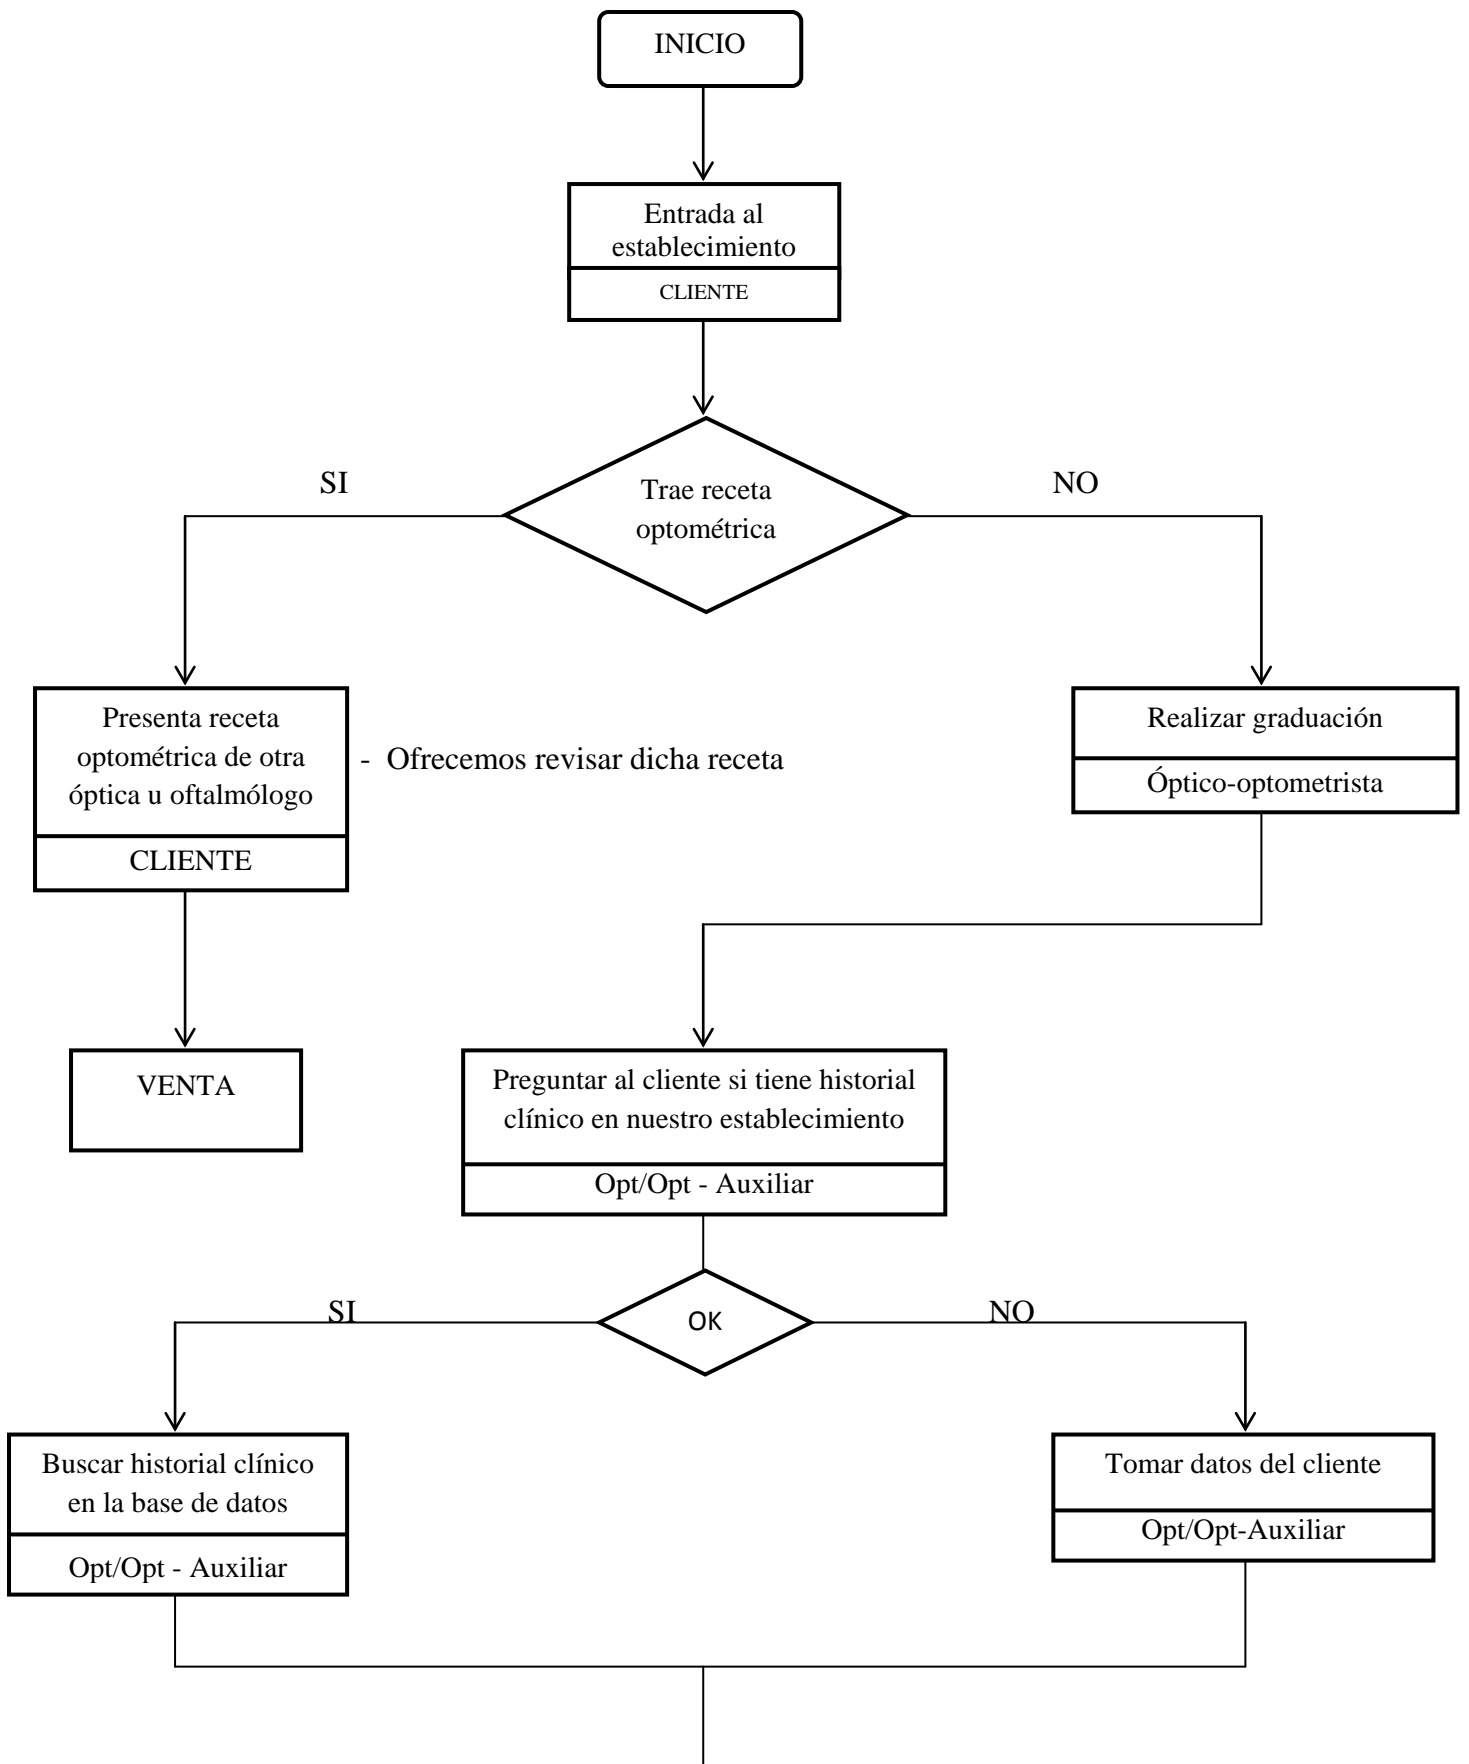 INICIO
Entrada al
establecimiento
CLIENTE
SI
NO
Trae receta
optométrica
Presenta receta
optométrica de otra
óptica u oftalmólogo
CLIENTE
- Ofrecemos revisar dicha receta
Realizar graduación
Óptico-optometrista
VENTA
Preguntar al cliente si tiene historial
clínico en nuestro establecimiento
Opt/Opt - Auxiliar
SI
OK
NO
Buscar historial clínico
en la base de datos
Opt/Opt - Auxiliar
Tomar datos del cliente
Opt/Opt-Auxiliar